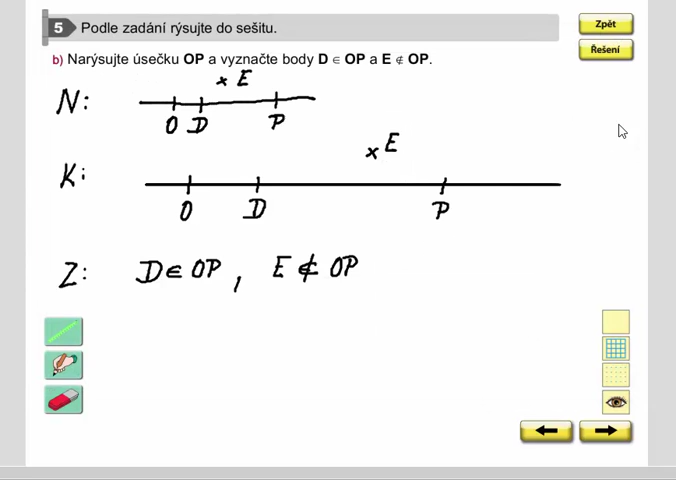 5 Podle zadání rýsujte do sešitu.
Zpět
Řešení
b) Narýsujte úsečku OP a vyznačte body D ∈ OP a E ∉ OP.
N:
× E
O D P
K:
× E
O D P
Z: D ∈ OP, E ∉ OP